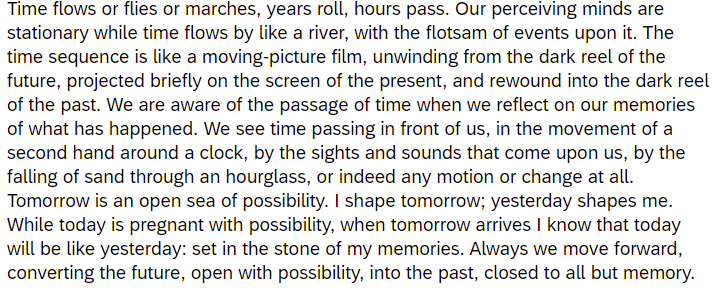 Time flows or flies or marches, years roll, hours pass. Our perceiving minds are
stationary while time flows by like a river, with the flotsam of events upon it. The
time sequence is like a moving-picture film, unwinding from the dark reel of the
future, projected briefly on the screen of the present, and rewound into the dark reel
of the past. We are aware of the passage of time when we reflect on our memories
of what has happened. We see time passing in front of us, in the movement of a
second hand around a clock, by the sights and sounds that come upon us, by the
falling of sand through an hourglass, or indeed any motion or change at all.
Tomorrow is an open sea of possibility. I shape tomorrow; yesterday shapes me.
While today is pregnant with possibility, when tomorrow arrives I know that today
will be like yesterday: set in the stone of my memories. Always we move forward,
converting the future, open with possibility, into the past, closed to all but memory.